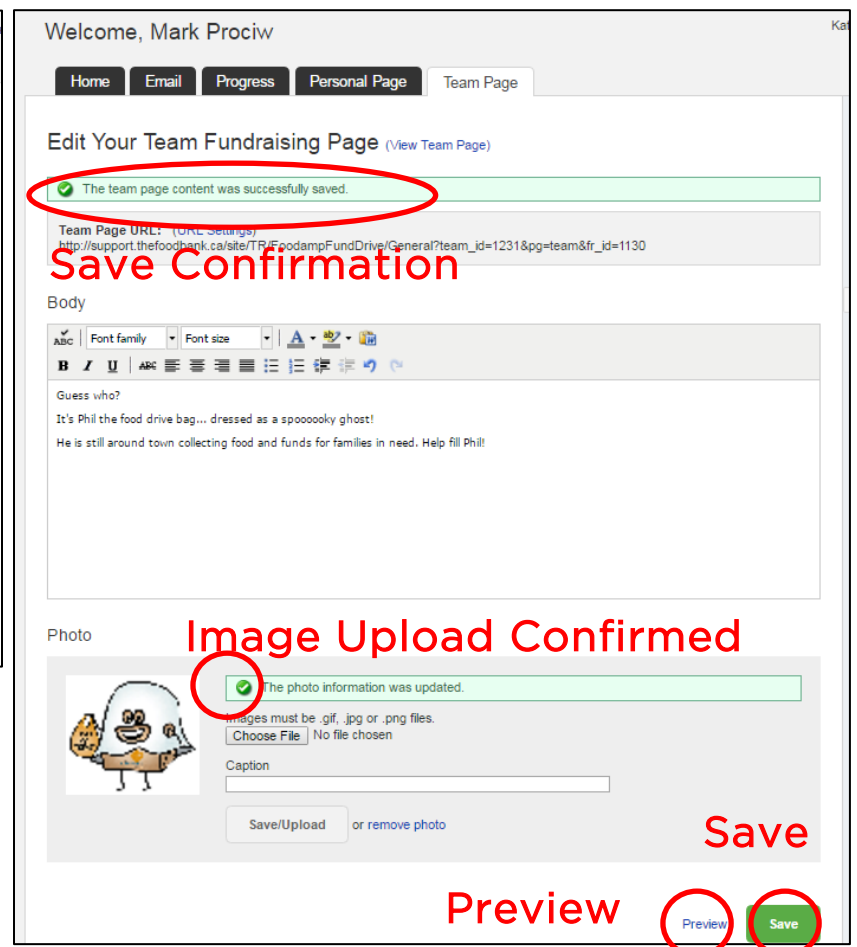 Welcome, Mark Prociw
Home Email Progress Personal Page Team Page
Edit Your Team Fundraising Page (View Team Page)
The team page content was successfully saved.
Team Page URL: (URL Settings)
http://support.thefoodbank.ca/site/TR/FoodampFundDrive/General?team_id=1231&pg=team&fr_id=1130
Save Confirmation
Body
ABC Font family Font size A ab
B I U ABC
Guess who?
It's Phil the food drive bag... dressed as a spoooooky ghost!
He is still around town collecting food and funds for families in need. Help fill Phil!
Photo
Image Upload Confirmed
The photo information was updated.
Images must be .gif, .jpg or .png files.
Choose File No file chosen
Caption
Save/Upload or remove photo
Save
Preview
Preview Save